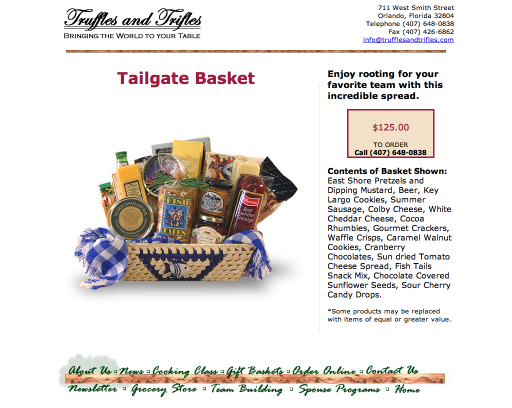 Truffles and Trifles
BRINGING THE WORLD TO YOUR TABLE
711 West Smith Street
Orlando, Florida 32804
Telephone (407) 648-0838
Fax (407) 426-6862
info@trufflesandtrifles.com
Tailgate Basket
Enjoy rooting for your
favorite team with this
incredible spread.
$125.00
TO ORDER
Call (407) 648-0838
Contents of Basket Shown:
East Shore Pretzels and
Dipping Mustard, Beer, Key
Largo Cookies, Summer
Sausage, Colby Cheese, White
Cheddar Cheese, Cocoa
Rhumbies, Gourmet Crackers,
Waffle Crisps, Caramel Walnut
Cookies, Cranberry
Chocolates, Sun dried Tomato
Cheese Spread, Fish Tails
Snack Mix, Chocolate Covered
Sunflower Seeds, Sour Cherry
Candy Drops.
*Some products may be replaced
with items of equal or greater value.
About Us News Cooking Class Gift Baskets Order Online Contact Us
Newsletter Grocery Store Team Building Spouse Programs Home